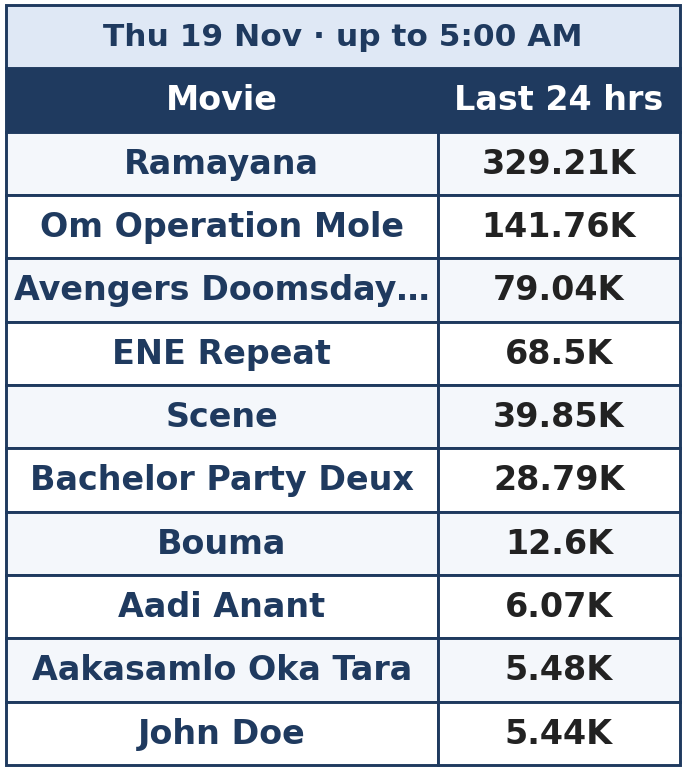 Thu 19 Nov · up to 5:00 AM
Movie Last 24 hrs
Ramayana 329.21K
Om Operation Mole 141.76K
Avengers Doomsday... 79.04K
ENE Repeat 68.5K
Scene 39.85K
Bachelor Party Deux 28.79K
Bouma 12.6K
Aadi Anant 6.07K
Aakasamlo Oka Tara 5.48K
John Doe 5.44K